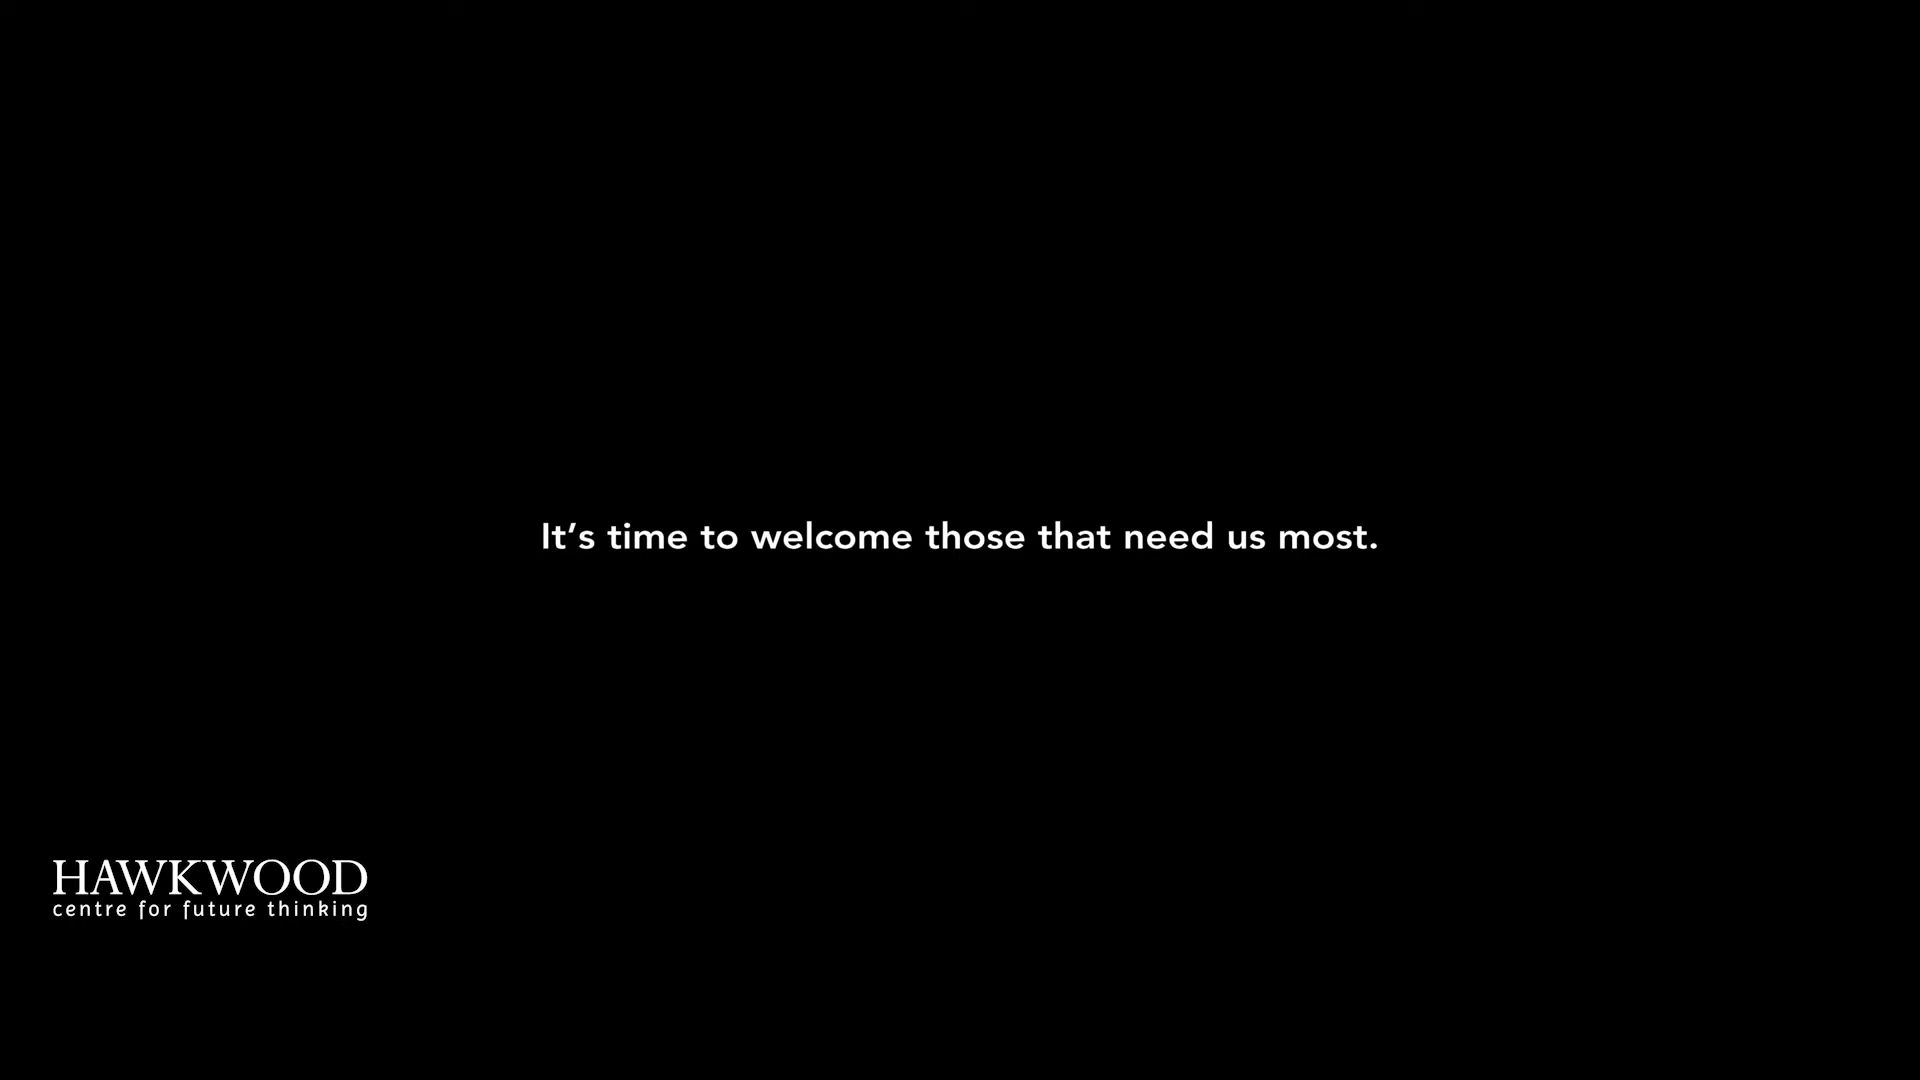 It’s time to welcome those that need us most.
HAWKWOOD
centre for future thinking